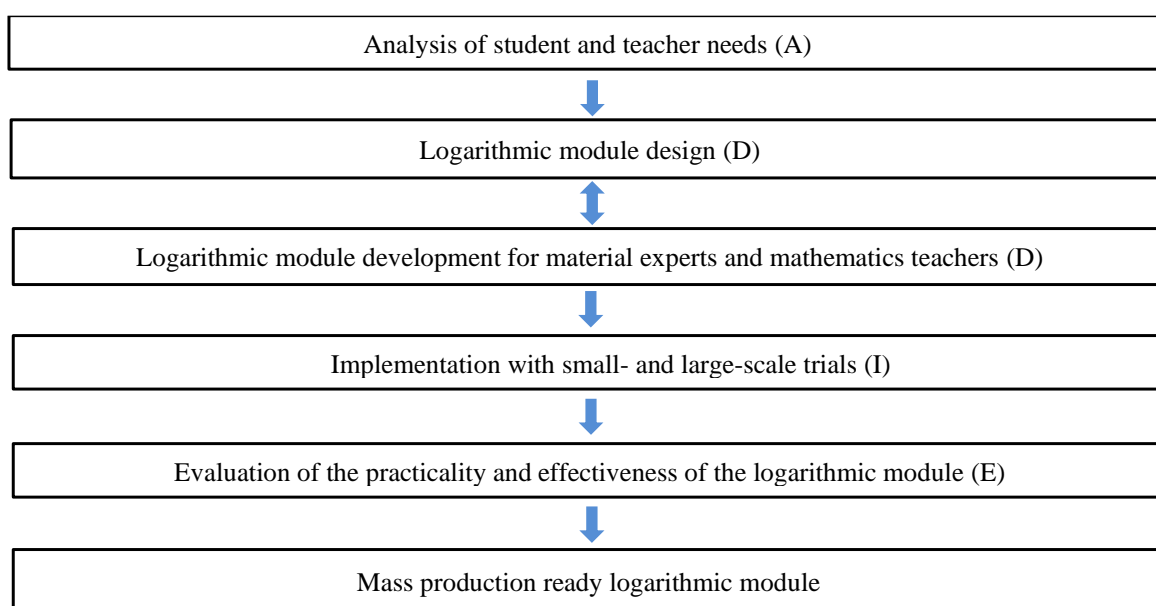 Analysis of student and teacher needs (A)
Logarithmic module design (D)
Logarithmic module development for material experts and mathematics teachers (D)
Implementation with small- and large-scale trials (I)
Evaluation of the practicality and effectiveness of the logarithmic module (E)
Mass production ready logarithmic module